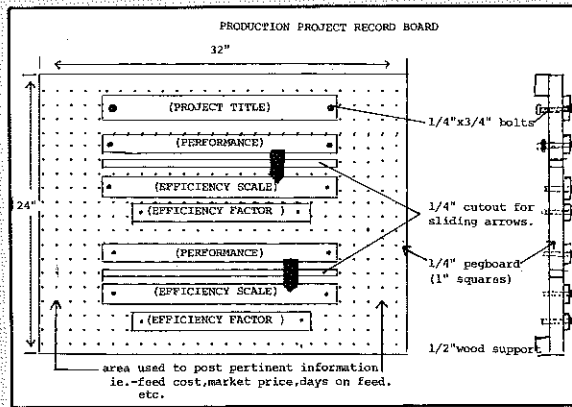 PRODUCTION PROJECT RECORD BOARD
32"
(PROJECT TITLE)
1/4"x3/4" bolts
(PERFORMANCE)
(EFFICIENCY SCALE)
1/4" cutout for
sliding arrows.
24"
(EFFICIENCY FACTOR )
(PERFORMANCE)
1/4" pegboard
(1" squares)
(EFFICIENCY SCALE)
(EFFICIENCY FACTOR )
1/2"wood support
area used to post pertinent information
ie.-feed cost,market price,days on feed.
etc.